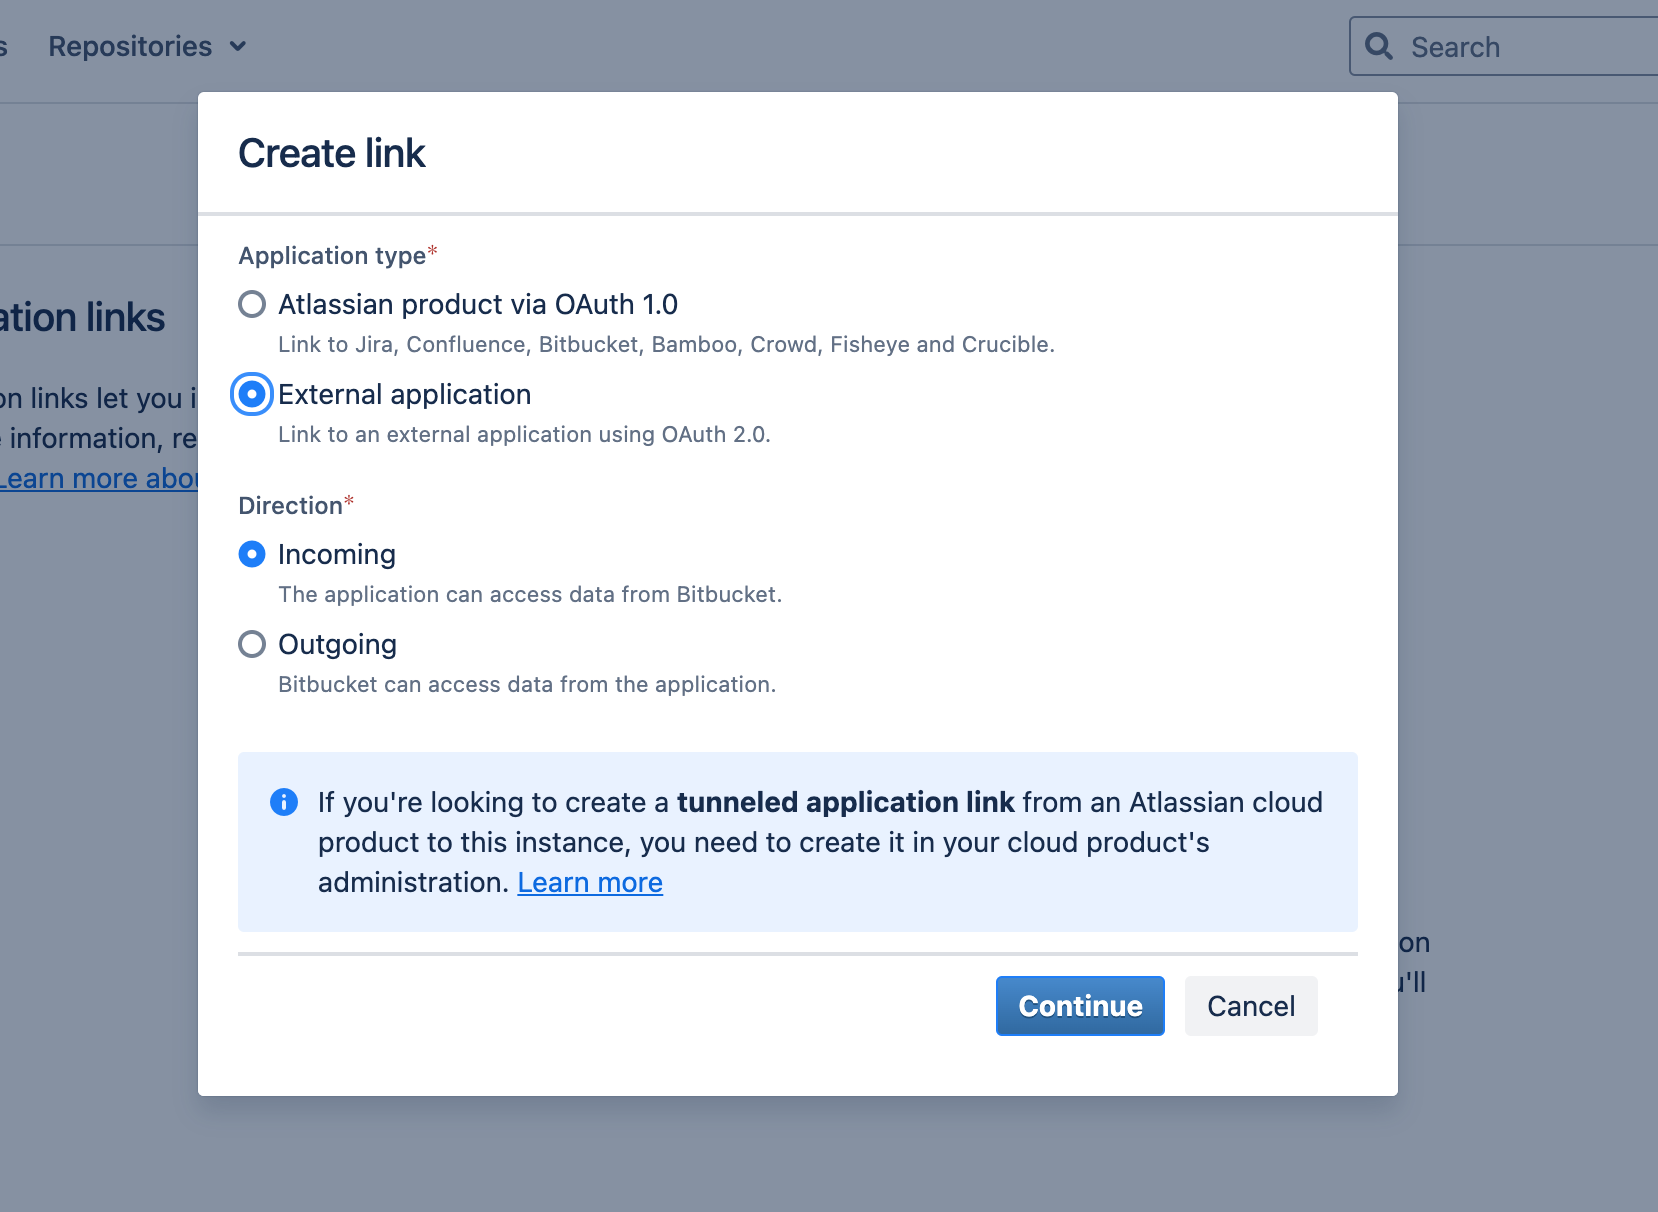 s Repositories
Search
Create link
Application type*
Atlassian product via OAuth 1.0
Link to Jira, Confluence, Bitbucket, Bamboo, Crowd, Fisheye and Crucible.
External application
Link to an external application using OAuth 2.0.
Direction*
Incoming
The application can access data from Bitbucket.
Outgoing
Bitbucket can access data from the application.
If you're looking to create a tunneled application link from an Atlassian cloud
product to this instance, you need to create it in your cloud product's
administration. Learn more
Continue Cancel
ation links
on links let you i
e information, re
Learn more abou
on
u'll